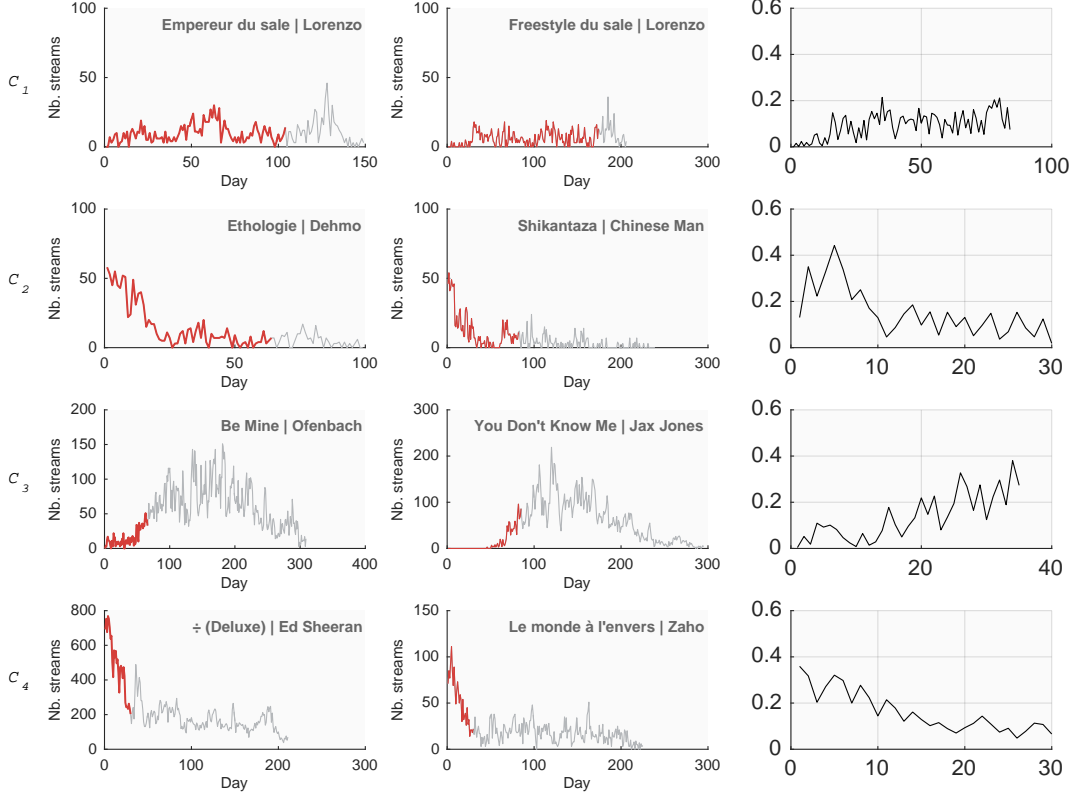 C1
Nb. streams
100
50
0
Empereur du sale | Lorenzo
0 50 100 150
Day
Nb. streams
100
50
0
Freestyle du sale | Lorenzo
0 100 200 300
Day
0.6
0.4
0.2
0
0 50 100
C2
Nb. streams
100
50
0
Ethologie | Dehmo
0 50 100
Day
Nb. streams
100
50
0
Shikantaza | Chinese Man
0 100 200 300
Day
0.6
0.4
0.2
0
0 10 20 30
C3
Nb. streams
200
150
100
50
0
Be Mine | Ofenbach
0 100 200 300 400
Day
Nb. streams
300
200
100
0
You Don't Know Me | Jax Jones
0 100 200 300
Day
0.6
0.4
0.2
0
0 20 40
C4
Nb. streams
800
600
400
200
0
÷ (Deluxe) | Ed Sheeran
0 100 200 300
Day
Nb. streams
150
100
50
0
Le monde à l'envers | Zaho
0 100 200 300
Day
0.6
0.4
0.2
0
0 10 20 30